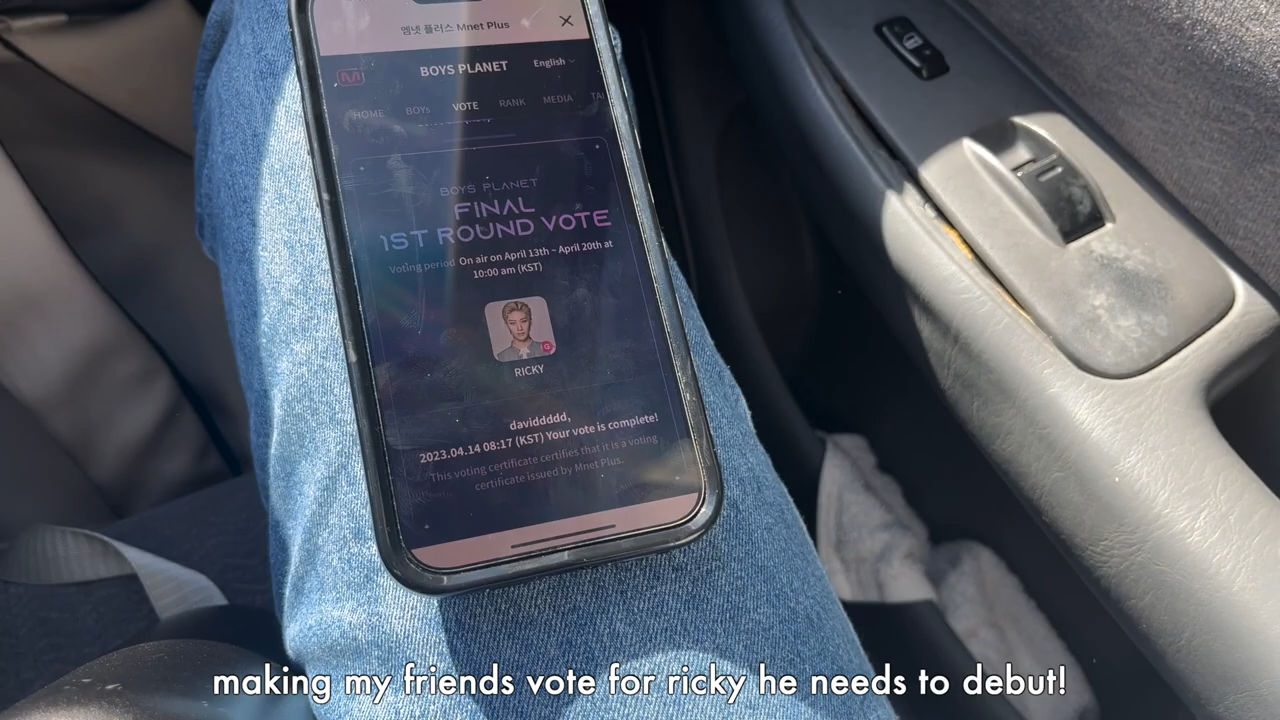 엠넷 플러스 Mnet Plus
BOYS PLANET
English
HOME BOYs VOTE RANK MEDIA TA
BOYS PLANET
FINAL
1ST ROUND VOTE
Voting period On air on April 13th ~ April 20th at
10:00 am (KST)
RICKY
daviddddd,
2023.04.14 08:17 (KST) Your vote is complete!
This voting certificate certifies that it is a voting
certificate issued by Mnet Plus.
making my friends vote for ricky he needs to debut!